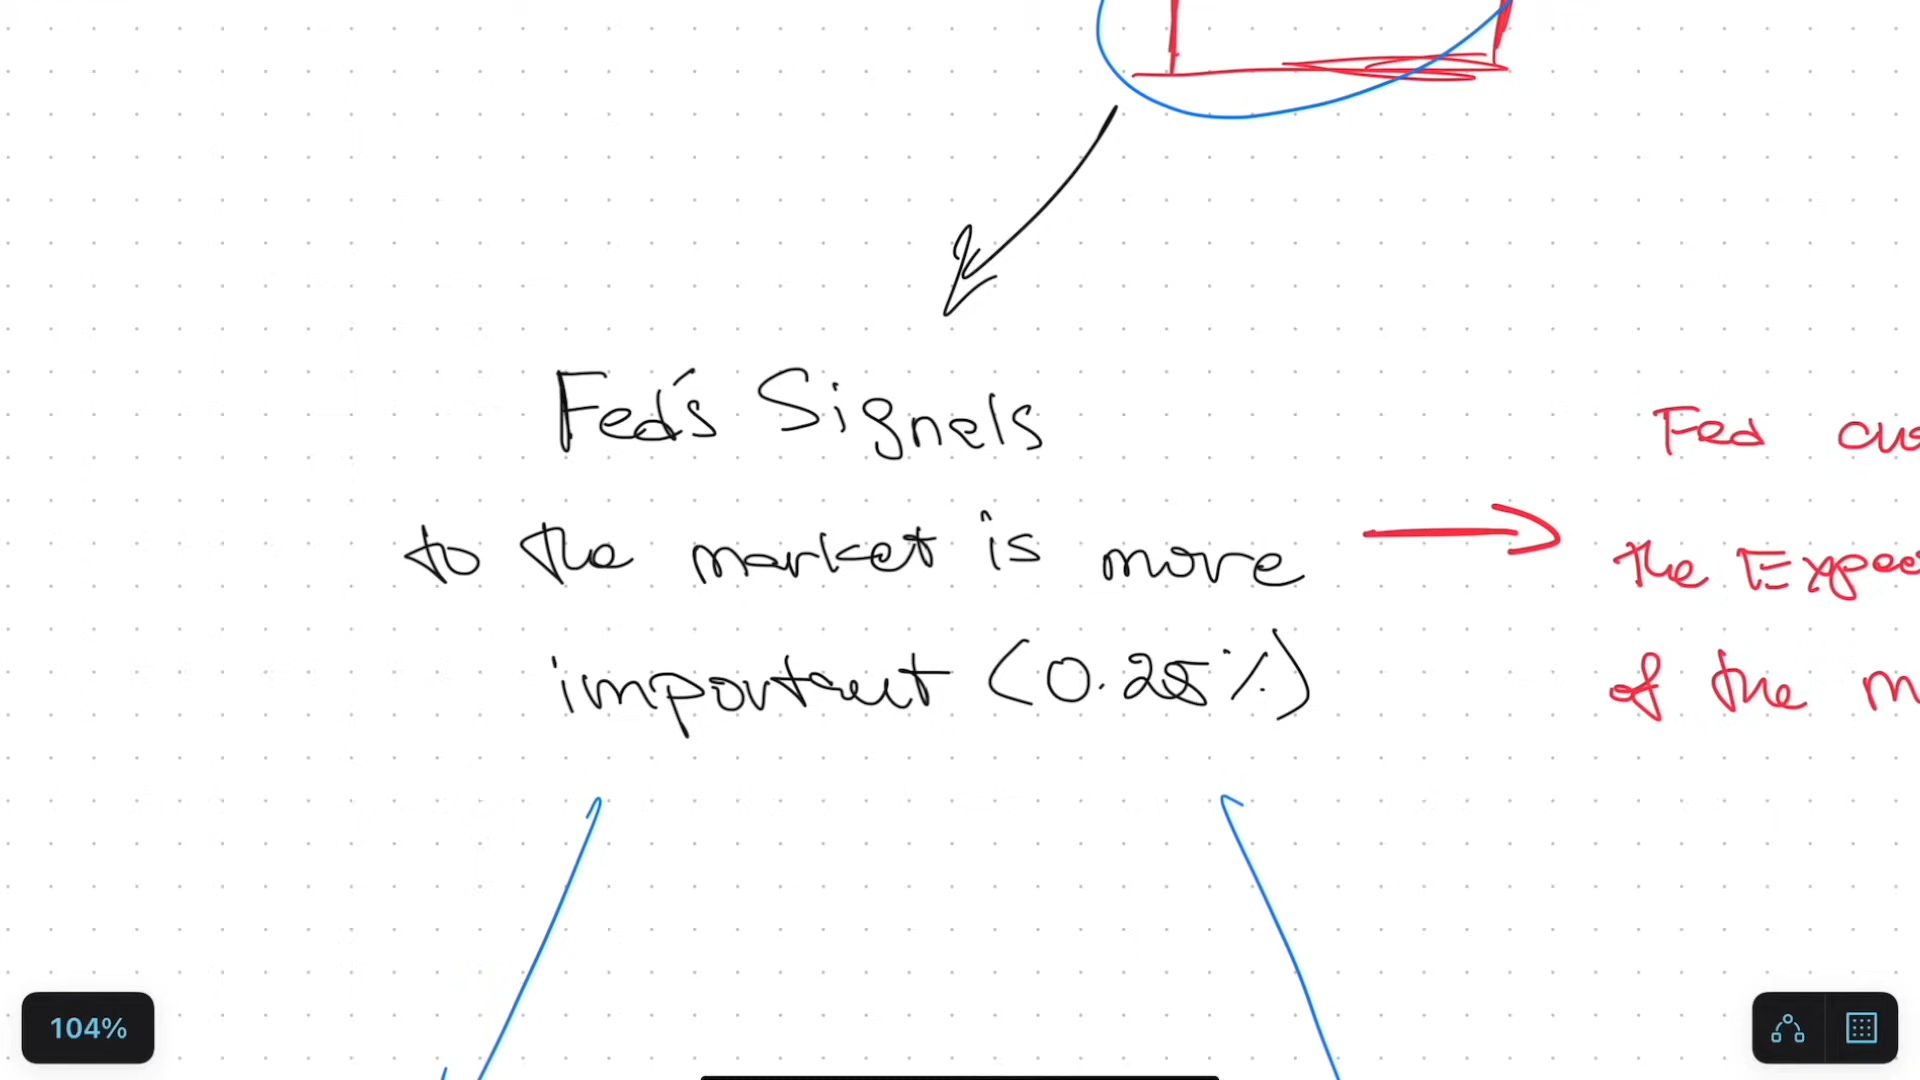 Fed's Signels
to the market is more
important (0.25%)
Fed
the
of the
104%